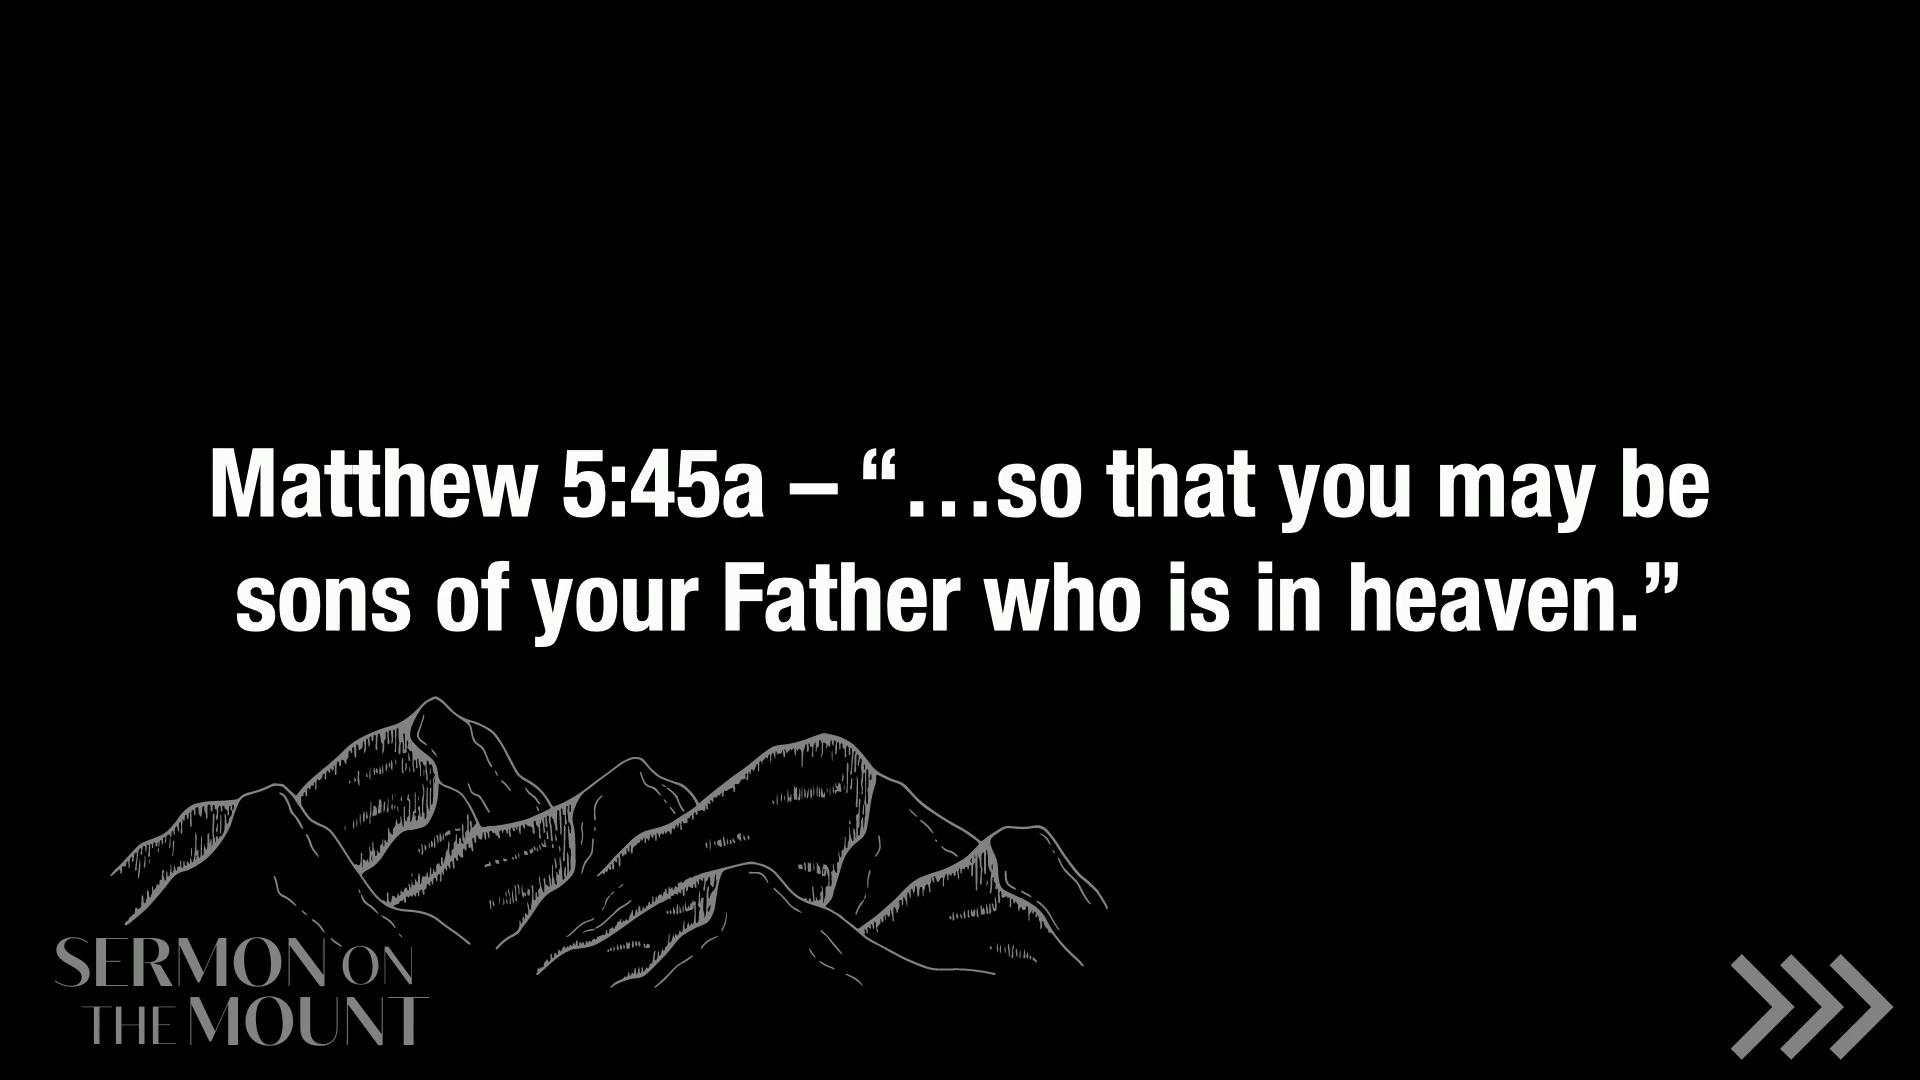 Matthew 5:45a – “…so that you may be
sons of your Father who is in heaven.”
SERMON ON
THE MOUNT